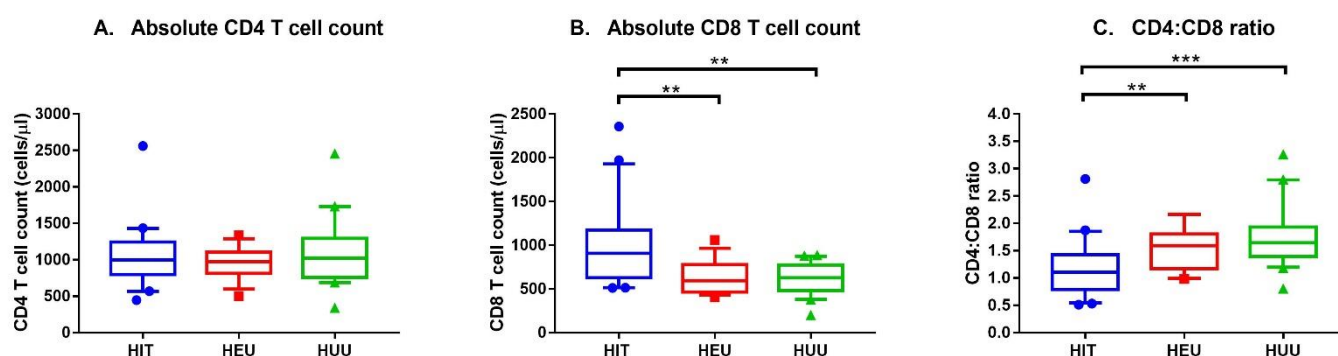 A. Absolute CD4 T cell count
CD4 T cell count (cells/μl)
3000
2500
2000
1500
1000
500
0
HIT HEU HUU
B. Absolute CD8 T cell count
**
**
CD8 T cell count (cells/μl)
2500
2000
1500
1000
500
0
HIT HEU HUU
C. CD4:CD8 ratio
***
**
CD4:CD8 ratio
4.0
3.5
3.0
2.5
2.0
1.5
1.0
0.5
0.0
HIT HEU HUU